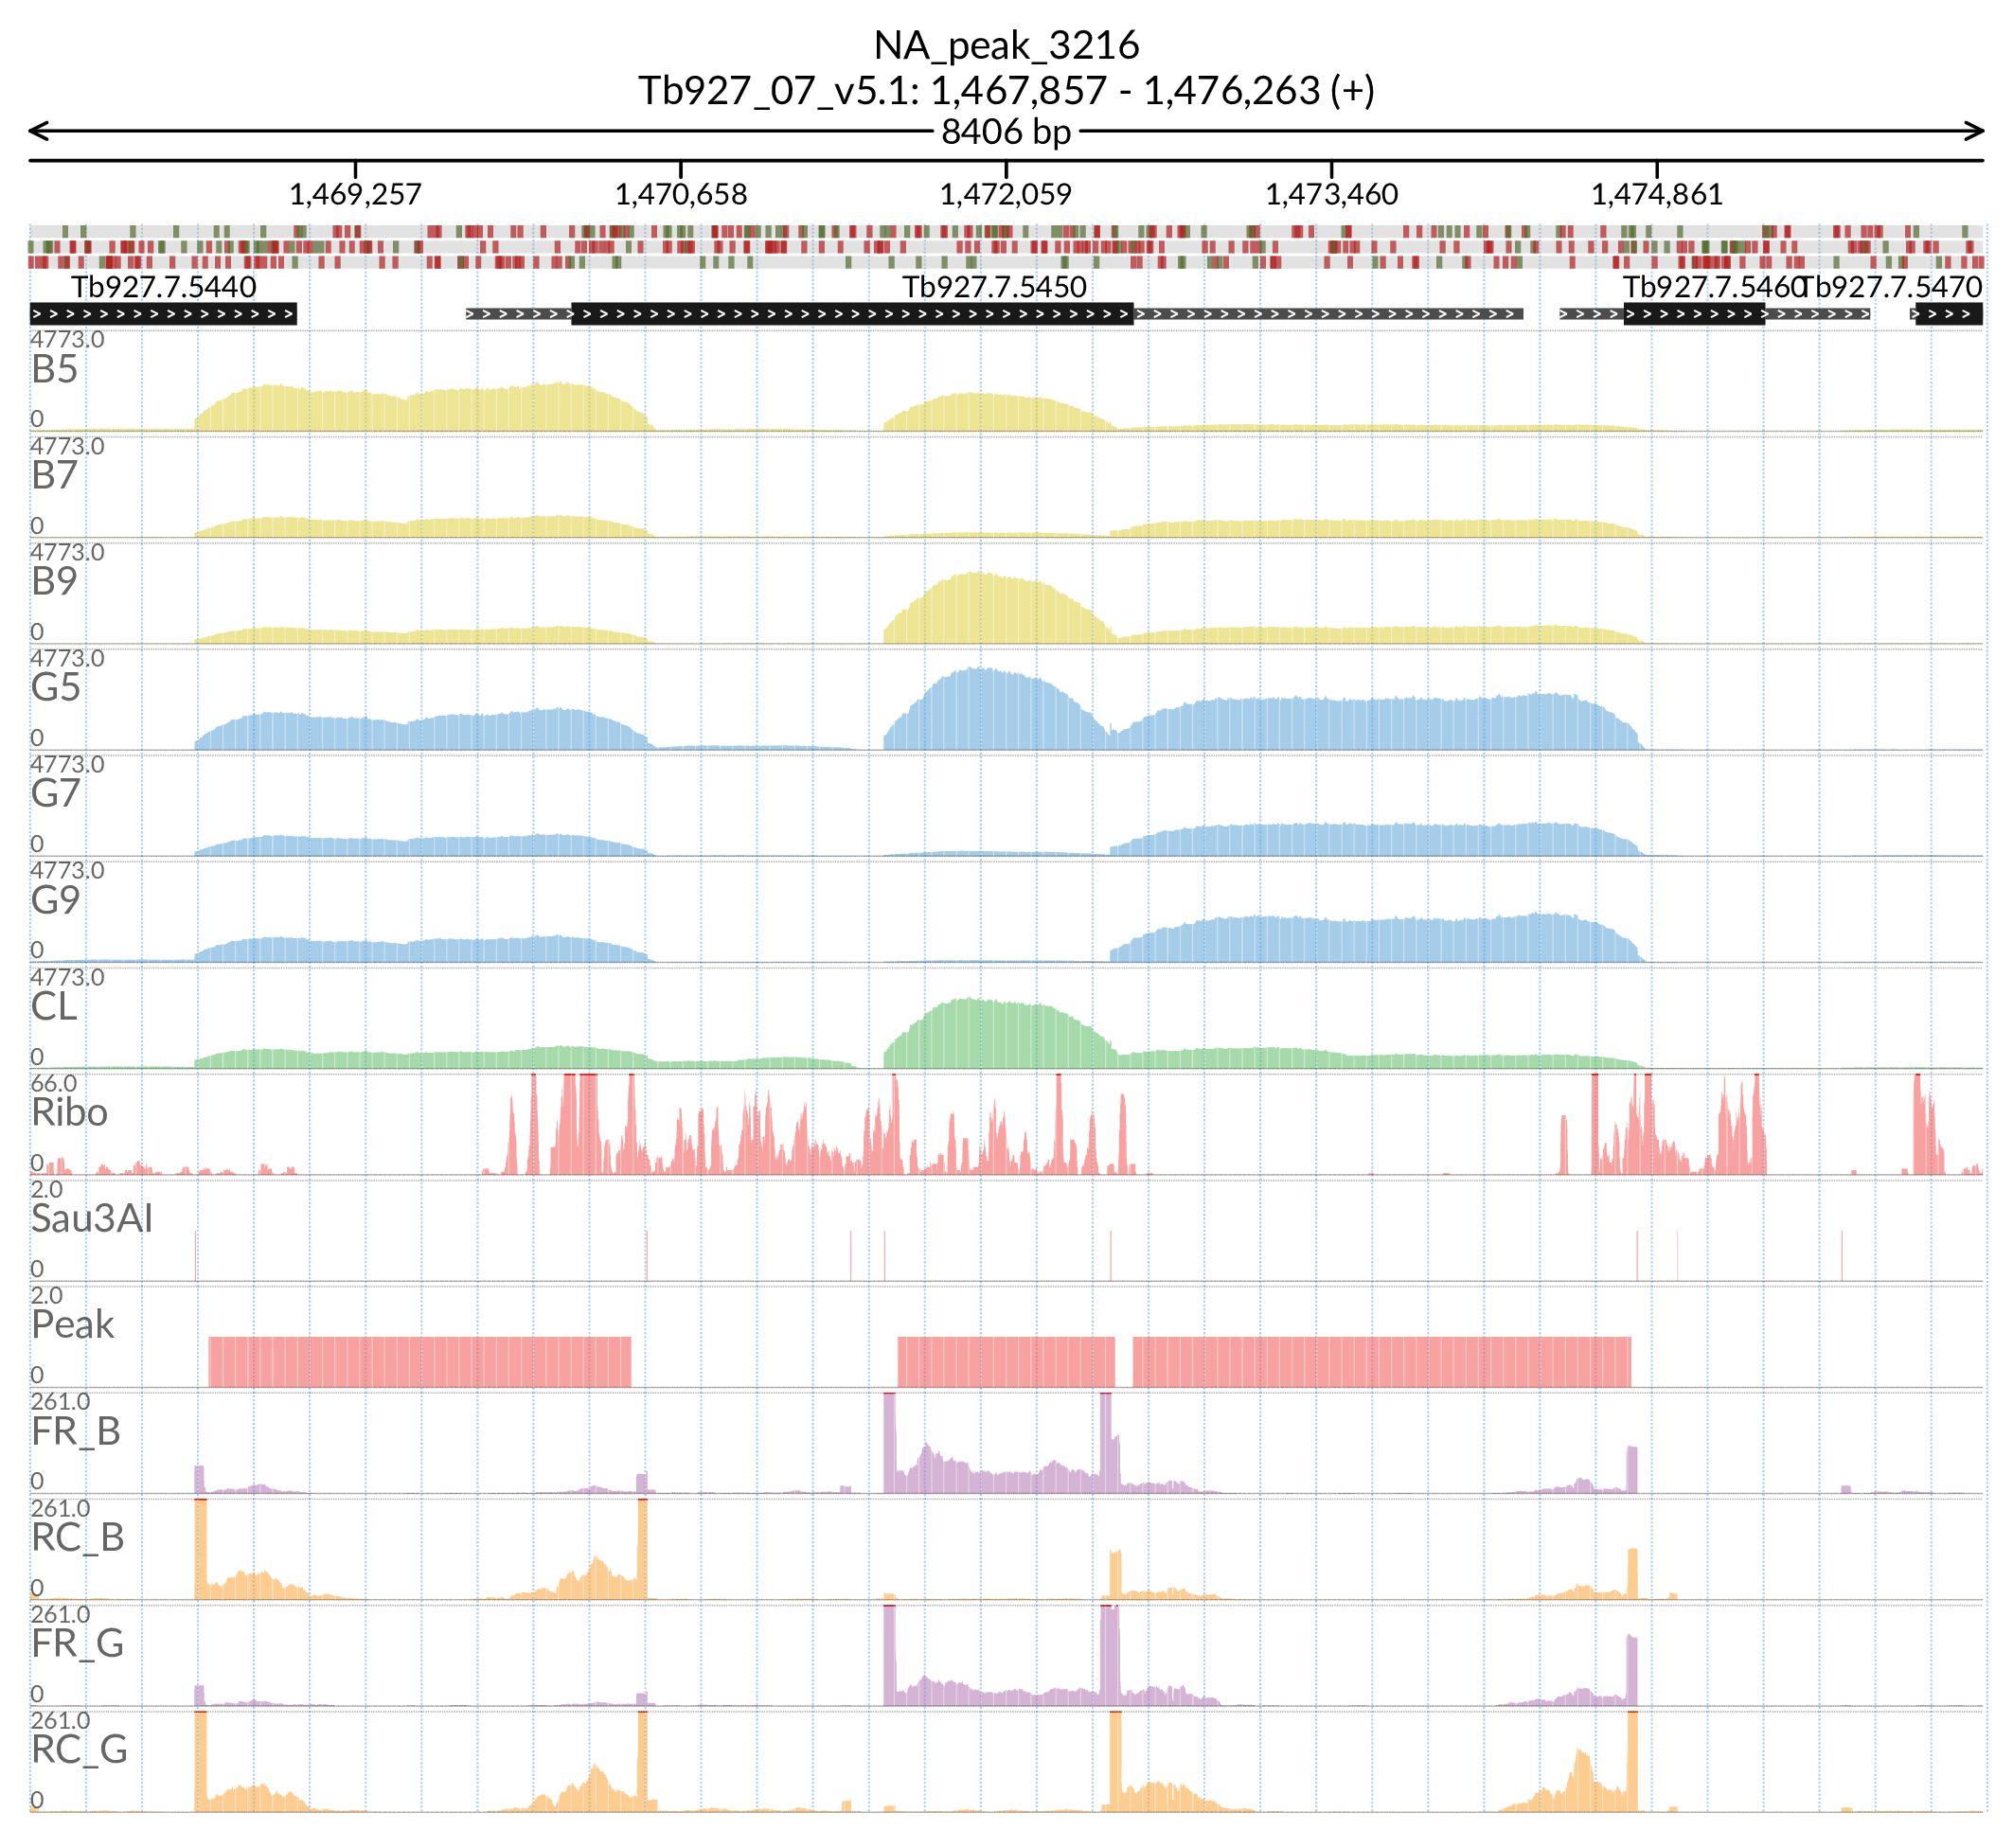 NA_peak_3216
Tb927_07_v5.1: 1,467,857 - 1,476,263 (+)
8406 bp
1,469,257 1,470,658 1,472,059 1,473,460 1,474,861
Tb927.7.5440 Tb927.7.5450 Tb927.7.5460 Tb927.7.5470
4773.0
B5
0
4773.0
B7
0
4773.0
B9
0
4773.0
G5
0
4773.0
G7
0
4773.0
G9
0
4773.0
CL
0
66.0
Ribo
0
2.0
Sau3AI
0
2.0
Peak
0
261.0
FR_B
0
261.0
RC_B
0
261.0
FR_G
0
261.0
RC_G
0